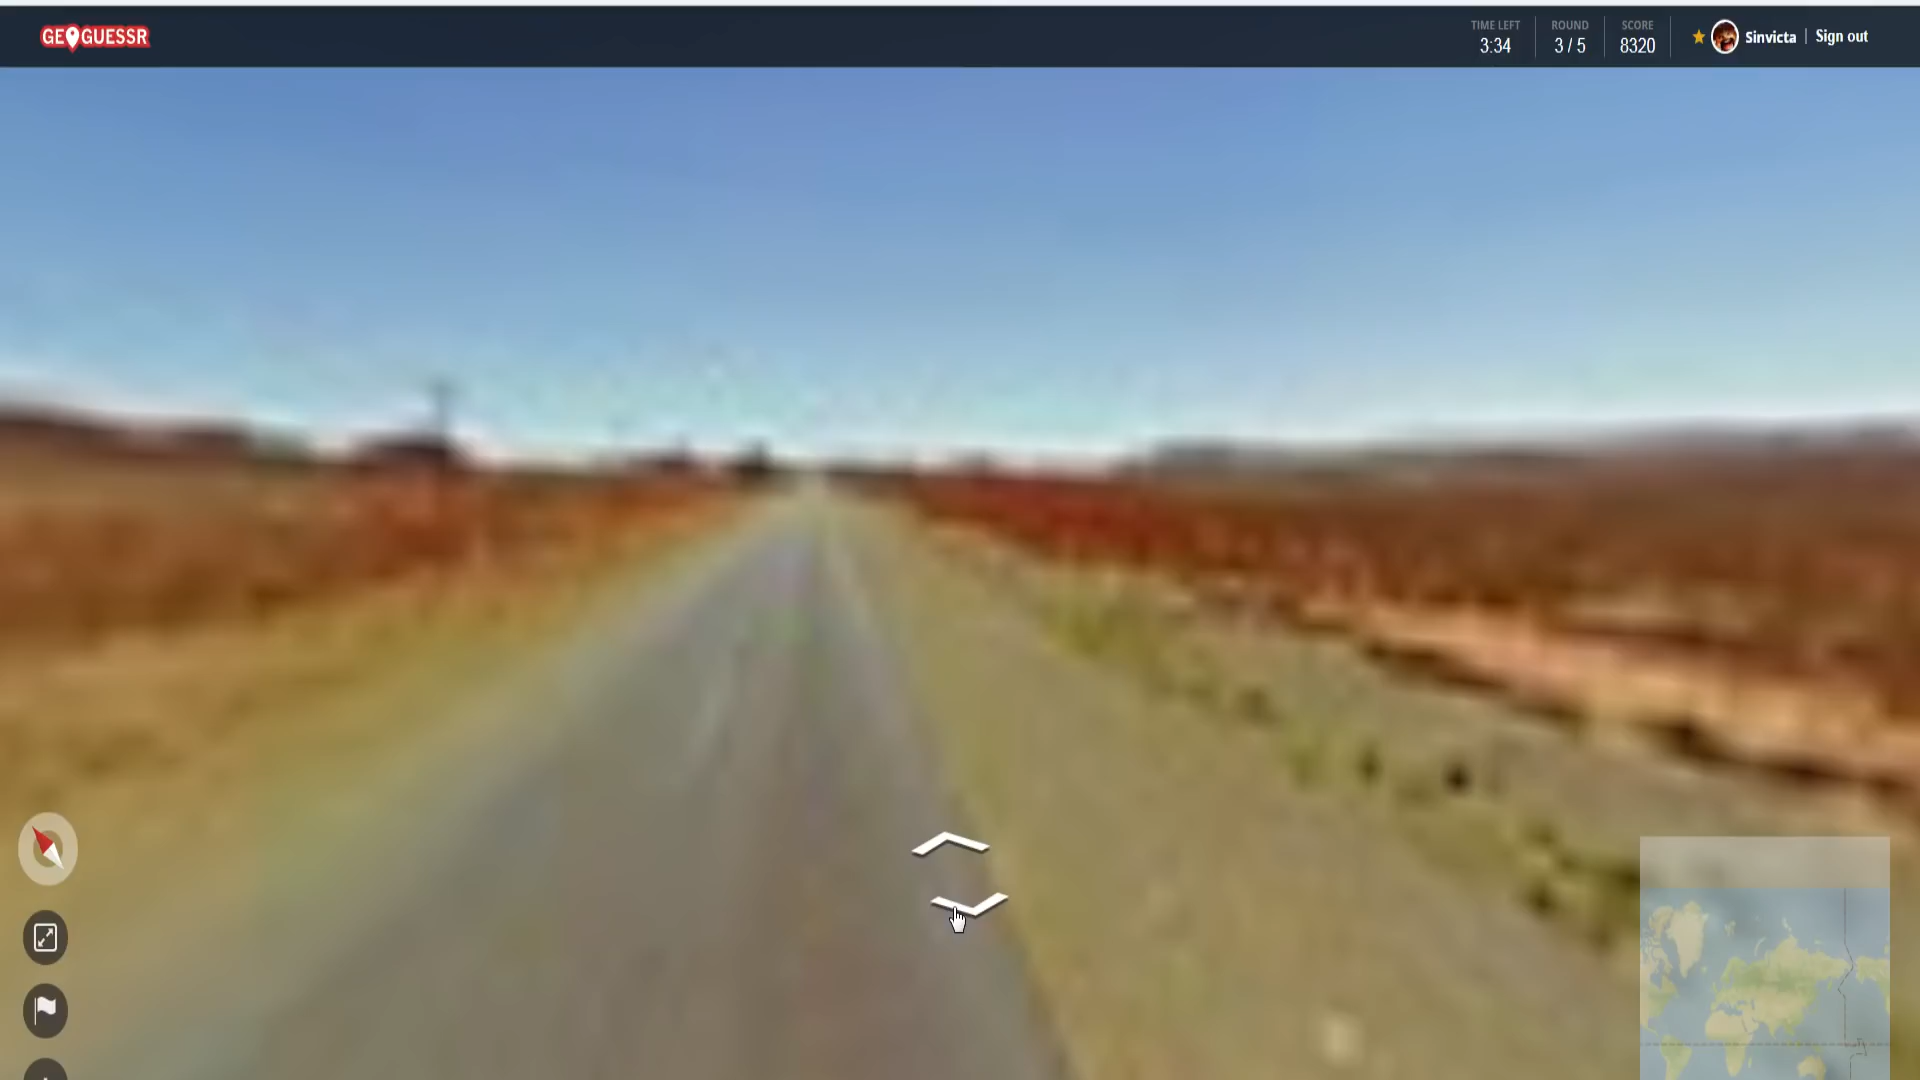 GEOGUESSR
TIME LEFT
3:34
ROUND
3 / 5
SCORE
8320
Sinvicta | Sign out